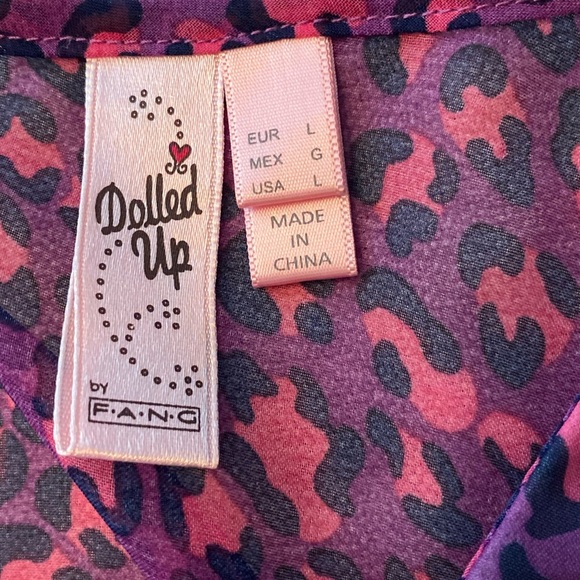 Dolled
Up
by
F·A·N·G
EUR L
MEX G
USA L
MADE
IN
CHINA